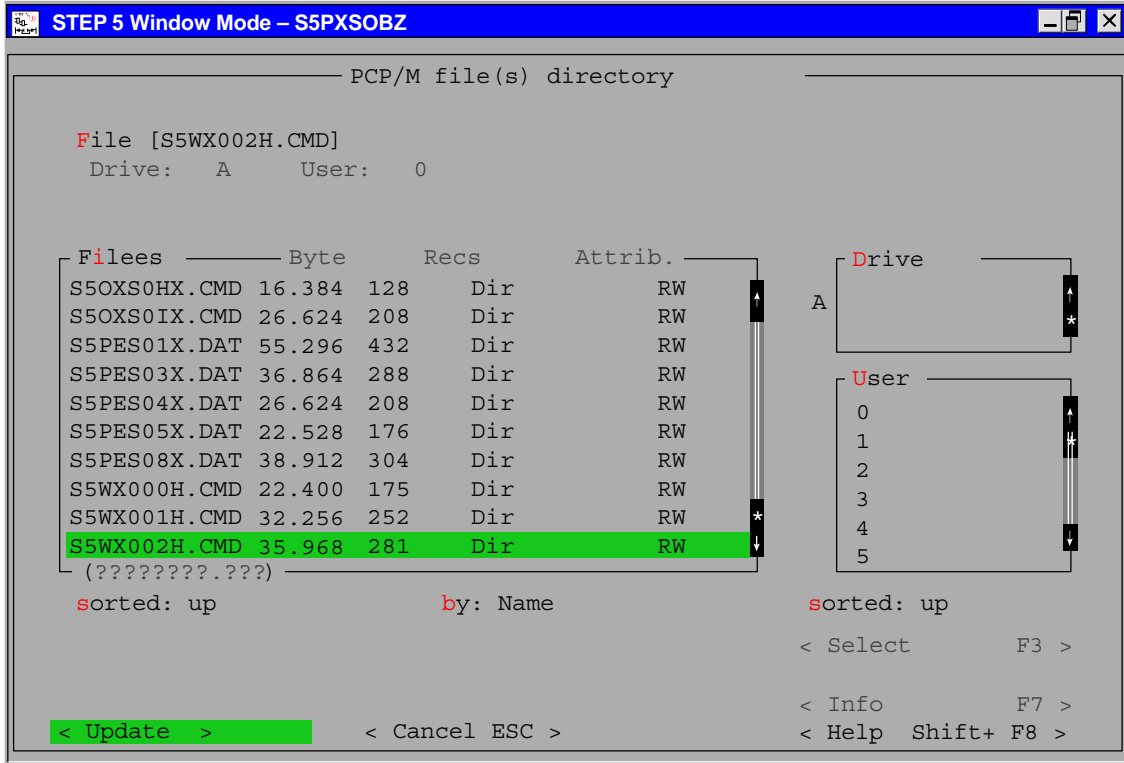 STEP 5 Window Mode – S5PXSOBZ
PCP/M file(s) directory
File [S5WX002H.CMD]
Drive: A User: 0
Filees Byte Recs Attrib.
S5OXS0HX.CMD 16.384 128 Dir RW
S5OXS0IX.CMD 26.624 208 Dir RW
S5PES01X.DAT 55.296 432 Dir RW
S5PES03X.DAT 36.864 288 Dir RW
S5PES04X.DAT 26.624 208 Dir RW
S5PES05X.DAT 22.528 176 Dir RW
S5PES08X.DAT 38.912 304 Dir RW
S5WX000H.CMD 22.400 175 Dir RW
S5WX001H.CMD 32.256 252 Dir RW
S5WX002H.CMD 35.968 281 Dir RW
(????????.???)
sorted: up by: Name
Drive
A
User
0
1
2
3
4
5
sorted: up
< Select F3 >
< Info F7 >
< Update > < Cancel ESC > < Help Shift+ F8 >